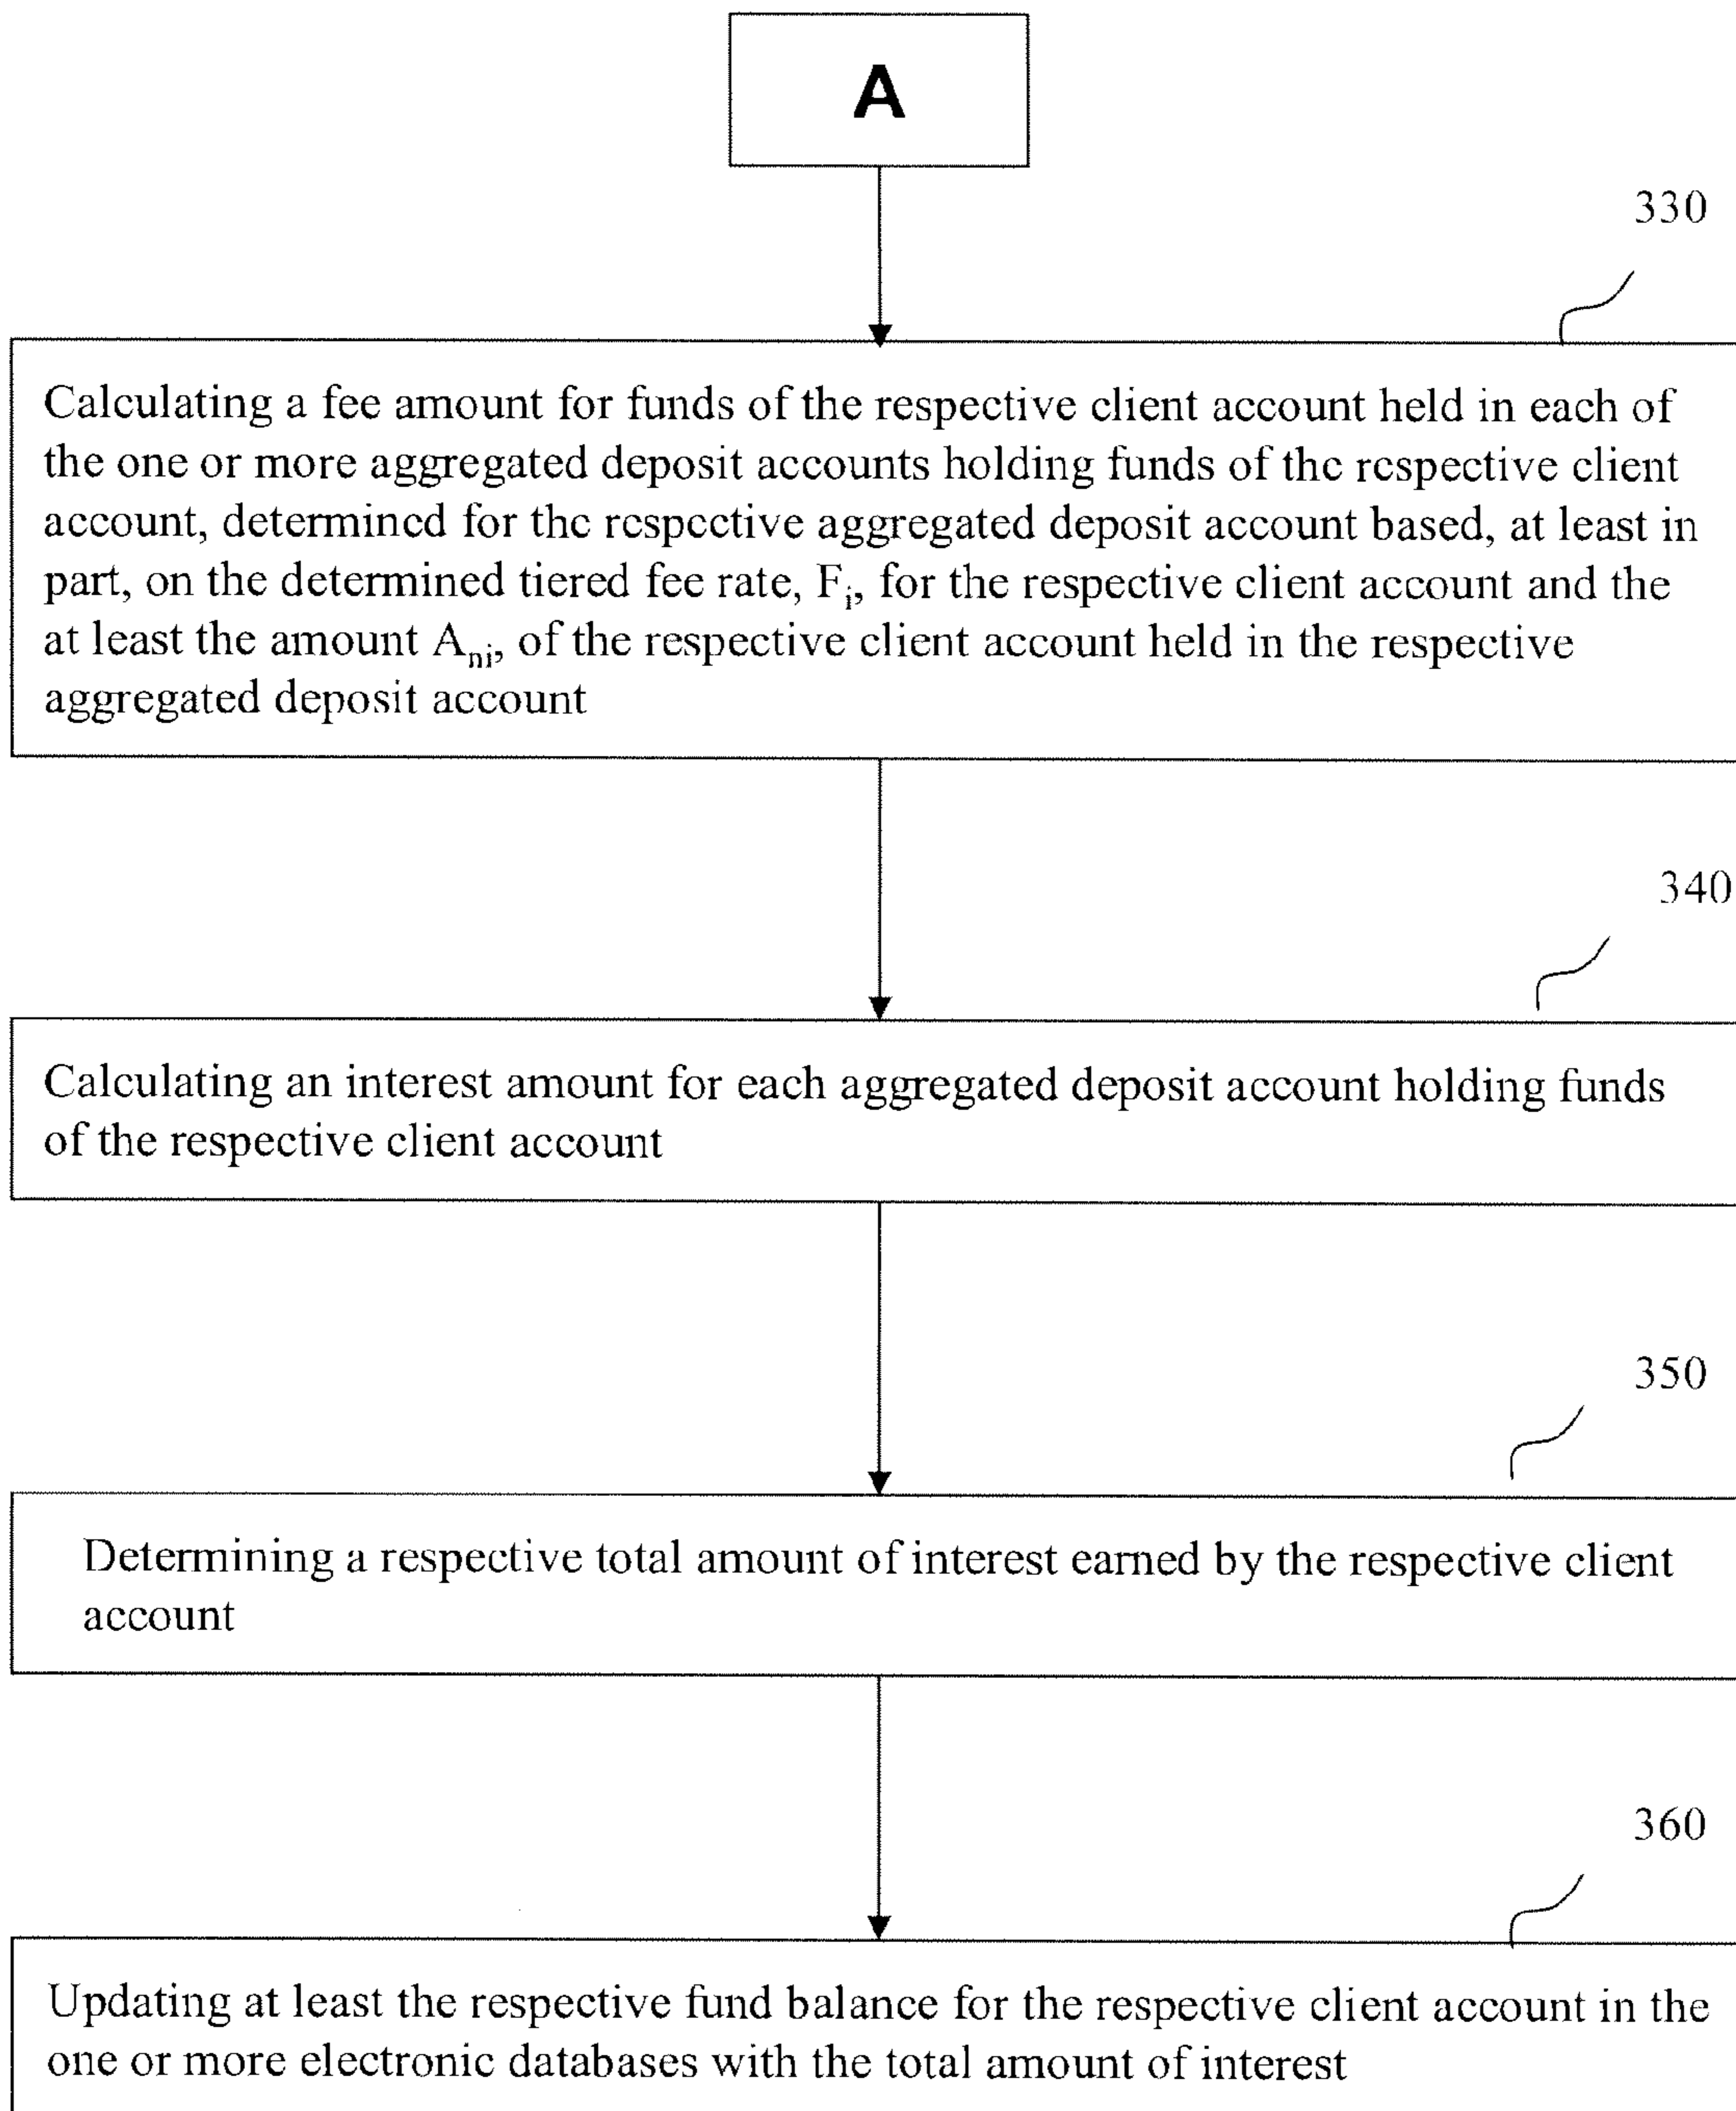 A
330
Calculating a fee amount for funds of the respective client account held in each of
the one or more aggregated deposit accounts holding funds of the respective client
account, determined for the respective aggregated deposit account based, at least in
part, on the determined tiered fee rate, Fᵢ, for the respective client account and the
at least the amount Aₙᵢ, of the respective client account held in the respective
aggregated deposit account
340
Calculating an interest amount for each aggregated deposit account holding funds
of the respective client account
350
Determining a respective total amount of interest earned by the respective client
account
360
Updating at least the respective fund balance for the respective client account in the
one or more electronic databases with the total amount of interest